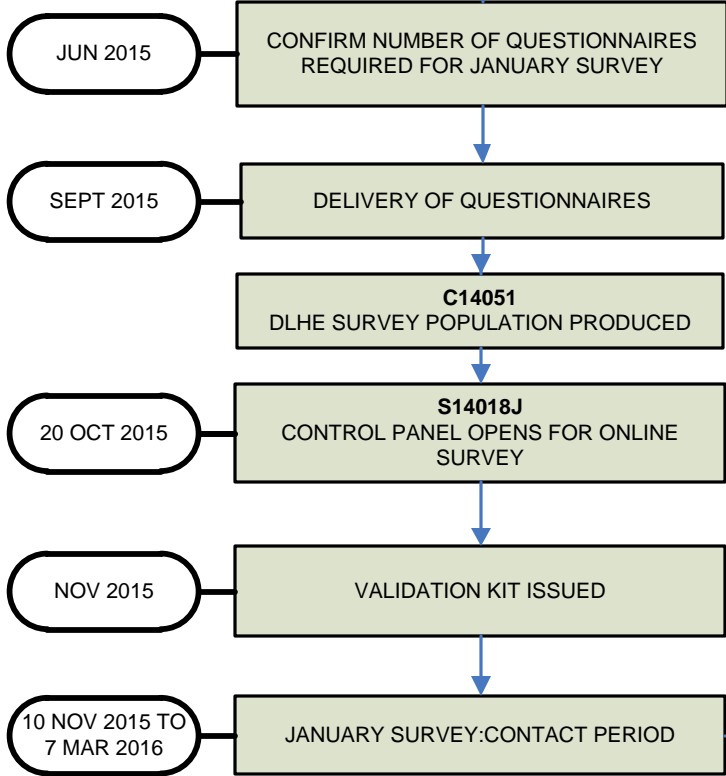 JUN 2015
CONFIRM NUMBER OF QUESTIONNAIRES
REQUIRED FOR JANUARY SURVEY
SEPT 2015
DELIVERY OF QUESTIONNAIRES
C14051
DLHE SURVEY POPULATION PRODUCED
20 OCT 2015
S14018J
CONTROL PANEL OPENS FOR ONLINE
SURVEY
NOV 2015
VALIDATION KIT ISSUED
10 NOV 2015 TO
7 MAR 2016
JANUARY SURVEY:CONTACT PERIOD